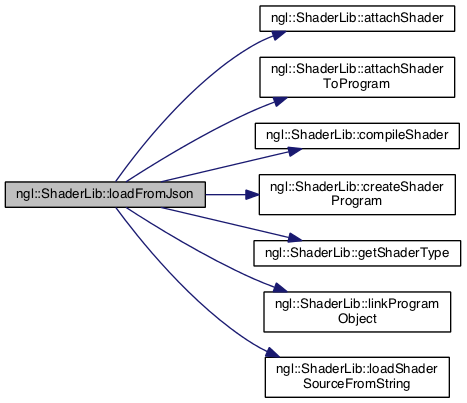 ngl::ShaderLib::attachShader
ngl::ShaderLib::attachShader
ToProgram
ngl::ShaderLib::compileShader
ngl::ShaderLib::loadFromJson
ngl::ShaderLib::createShader
Program
ngl::ShaderLib::getShaderType
ngl::ShaderLib::linkProgram
Object
ngl::ShaderLib::loadShader
SourceFromString